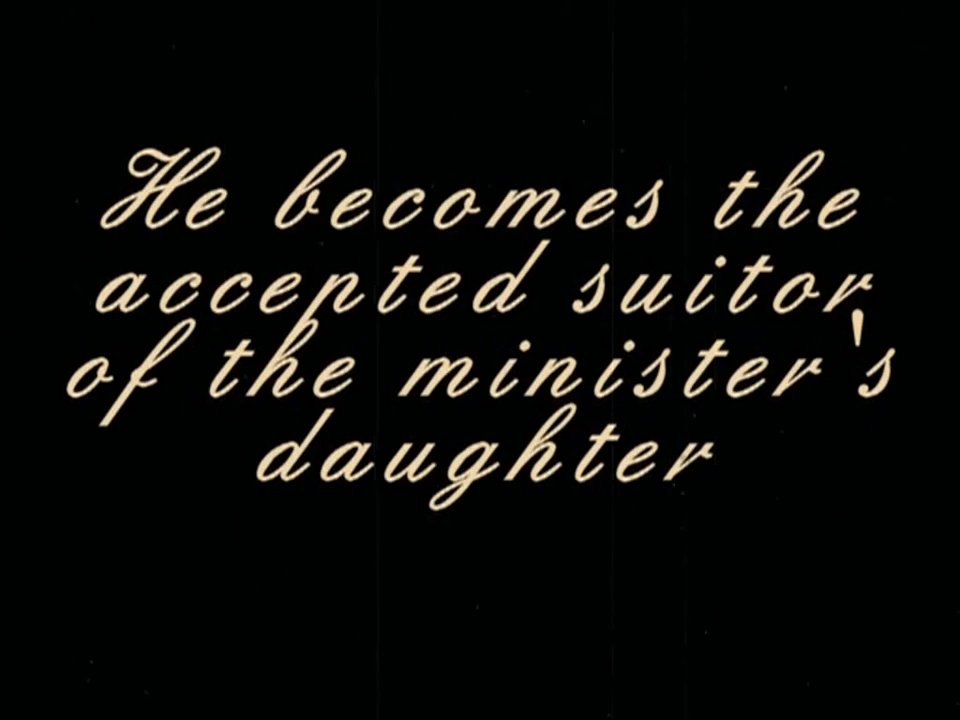 He becomes the
accepted suitor
of the minister's
daughter